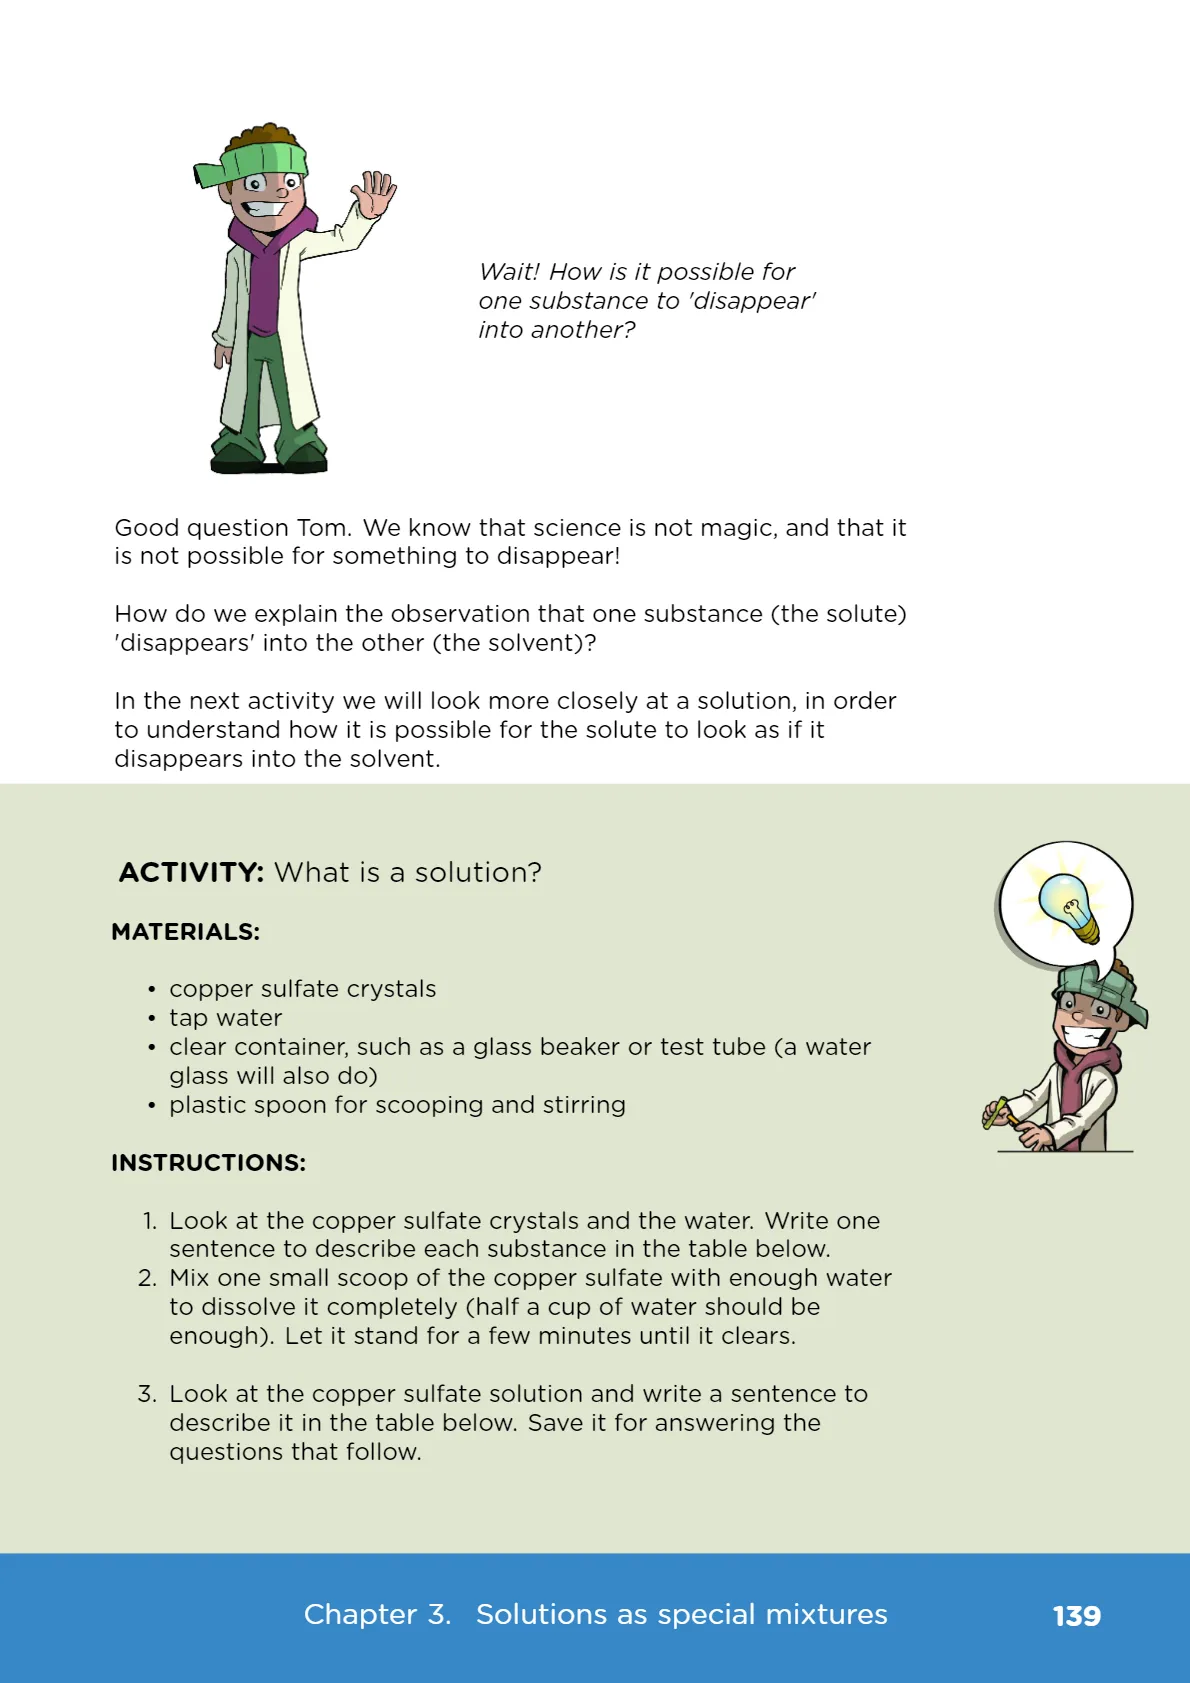 Wait! How is it possible for
one substance to 'disappear'
into another?
Good question Tom. We know that science is not magic, and that it
is not possible for something to disappear!
How do we explain the observation that one substance (the solute)
'disappears' into the other (the solvent)?
In the next activity we will look more closely at a solution, in order
to understand how it is possible for the solute to look as if it
disappears into the solvent.
ACTIVITY: What is a solution?
MATERIALS:
• copper sulfate crystals
• tap water
• clear container, such as a glass beaker or test tube (a water
glass will also do)
• plastic spoon for scooping and stirring
INSTRUCTIONS:
1. Look at the copper sulfate crystals and the water. Write one
sentence to describe each substance in the table below.
2. Mix one small scoop of the copper sulfate with enough water
to dissolve it completely (half a cup of water should be
enough). Let it stand for a few minutes until it clears.
3. Look at the copper sulfate solution and write a sentence to
describe it in the table below. Save it for answering the
questions that follow.
Chapter 3. Solutions as special mixtures 139